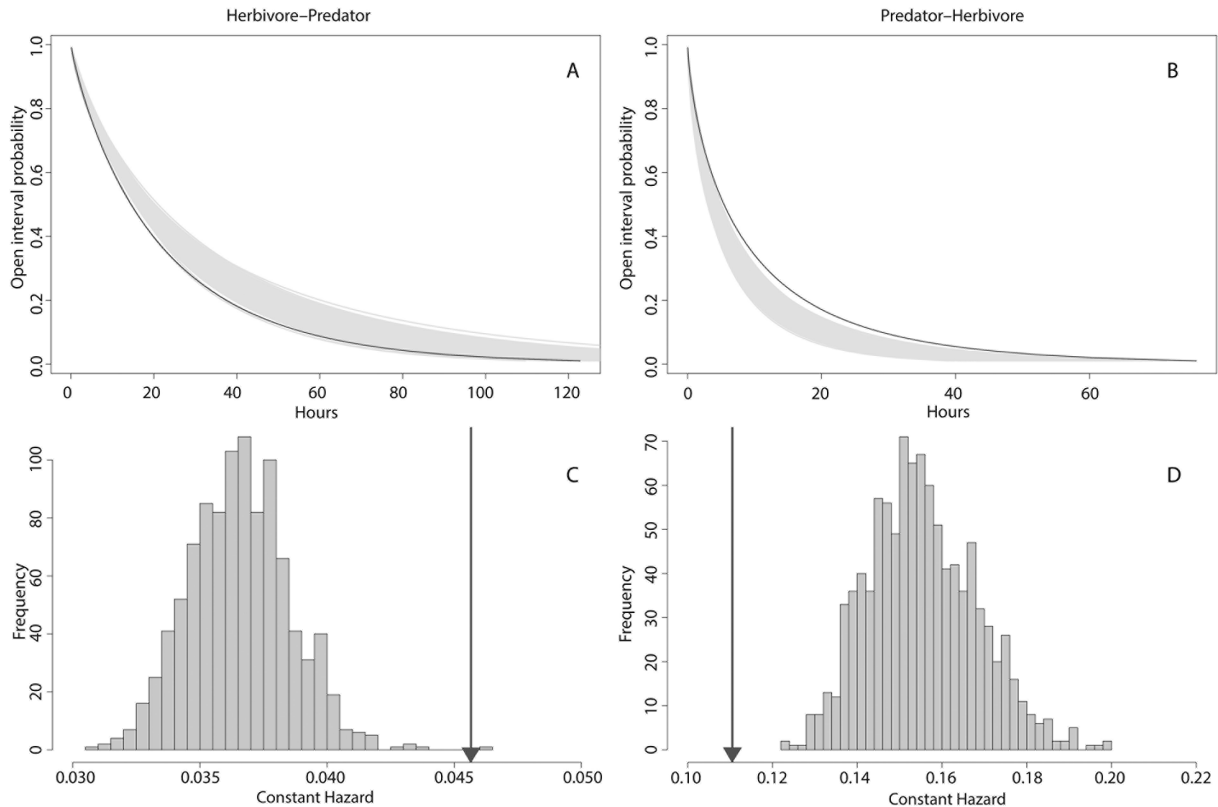 Herbivore–Predator
Predator–Herbivore
A
Open interval probability
1.0
0.8
0.6
0.4
0.2
0.0
0 20 40 60 80 100 120
Hours
B
Open interval probability
1.0
0.8
0.6
0.4
0.2
0.0
0 20 40 60
Hours
C
Frequency
100
80
60
40
20
0
0.030 0.035 0.040 0.045 0.050
Constant Hazard
D
Frequency
70
60
50
40
30
20
10
0
0.10 0.12 0.14 0.16 0.18 0.20 0.22
Constant Hazard